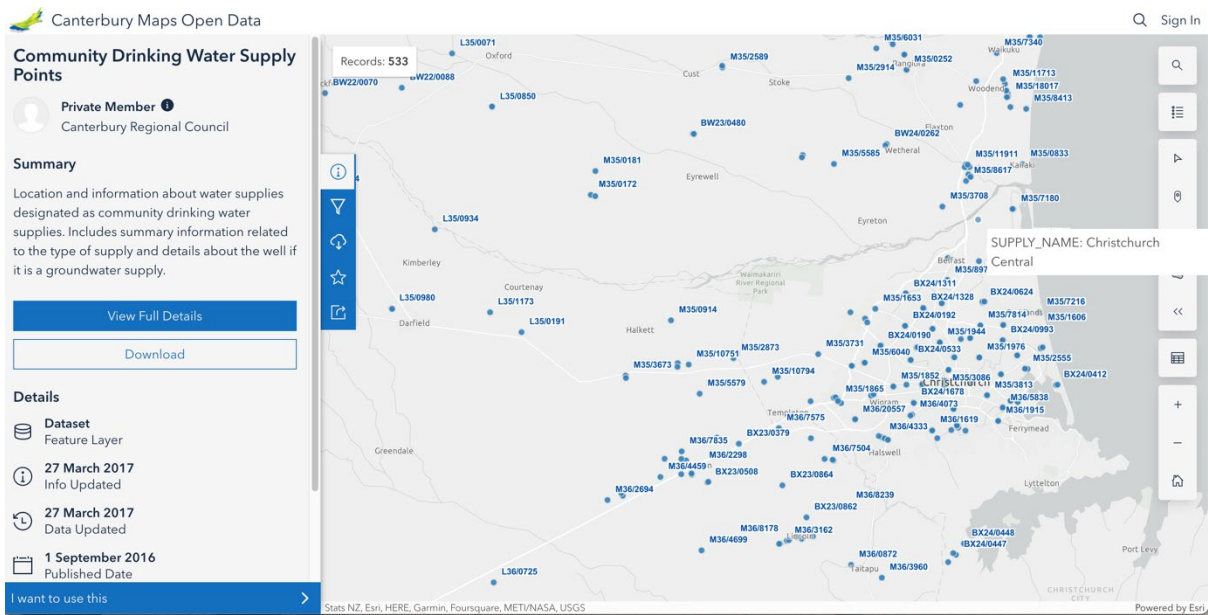 Canterbury Maps Open Data
Sign In
Community Drinking Water Supply
Points
Private Member
Canterbury Regional Council
Summary
Location and information about water supplies
designated as community drinking water
supplies. Includes summary information related
to the type of supply and details about the well if
it is a groundwater supply.
View Full Details
Download
Details
Dataset
Feature Layer
27 March 2017
Info Updated
27 March 2017
Data Updated
1 September 2016
Published Date
I want to use this
Records: 533
L35/0071
Oxford
M35/6031
M35/7340
Waikuku
M35/2589
M35/2914
M35/0252
Rangiora
Cust
Stoke
BW22/0070
BW22/0088
M35/11713
Woodend
M35/18017
M35/8413
L35/0850
BW23/0480
Flaxton
BW24/0262
M35/5585
Wetheral
M35/11911
M35/0833
Kairaki
M35/8617
M35/0181
M35/0172
Eyrewell
M35/3708
M35/7180
L35/0934
Eyreton
SUPPLY_NAME: Christchurch
Central
Kimberley
Belfast
M35/897
Waimakariri
River Regional
Park
BX24/1311
Courtenay
BX24/0624
L35/0980
L35/1173
M35/1653
BX24/1328
M35/7216
M35/0914
BX24/0192
M35/7814
M35/1606
Darfield
L35/0191
Halkett
BX24/0190
M35/1944
BX24/0993
M35/3731
M35/6040
BX24/0533
M35/1976
M35/2555
M35/2873
M35/10751
M35/3673
M35/10794
M35/1852
M35/3086
BX24/0412
Christchurch
M35/5579
M35/1865
BX24/1678
M35/3813
Wigram
M36/4073
M36/5838
M36/20557
M36/1915
Templeton
M36/7575
M36/1619
BX23/0379
M36/4333
Ferrymead
M36/7835
Greendale
M36/2298
M36/7504
Halswell
M36/4459
BX23/0508
BX23/0864
Lyttelton
M36/2694
M36/8239
BX23/0862
M36/8178
M36/3162
Lincoln
BX24/0448
BX24/0447
M36/4699
Port Levy
M36/0872
Taitapu
M36/3960
L36/0725
CHRISTCHURCH
CITY
Stats NZ, Esri, HERE, Garmin, Foursquare, METI/NASA, USGS
Powered by Esri